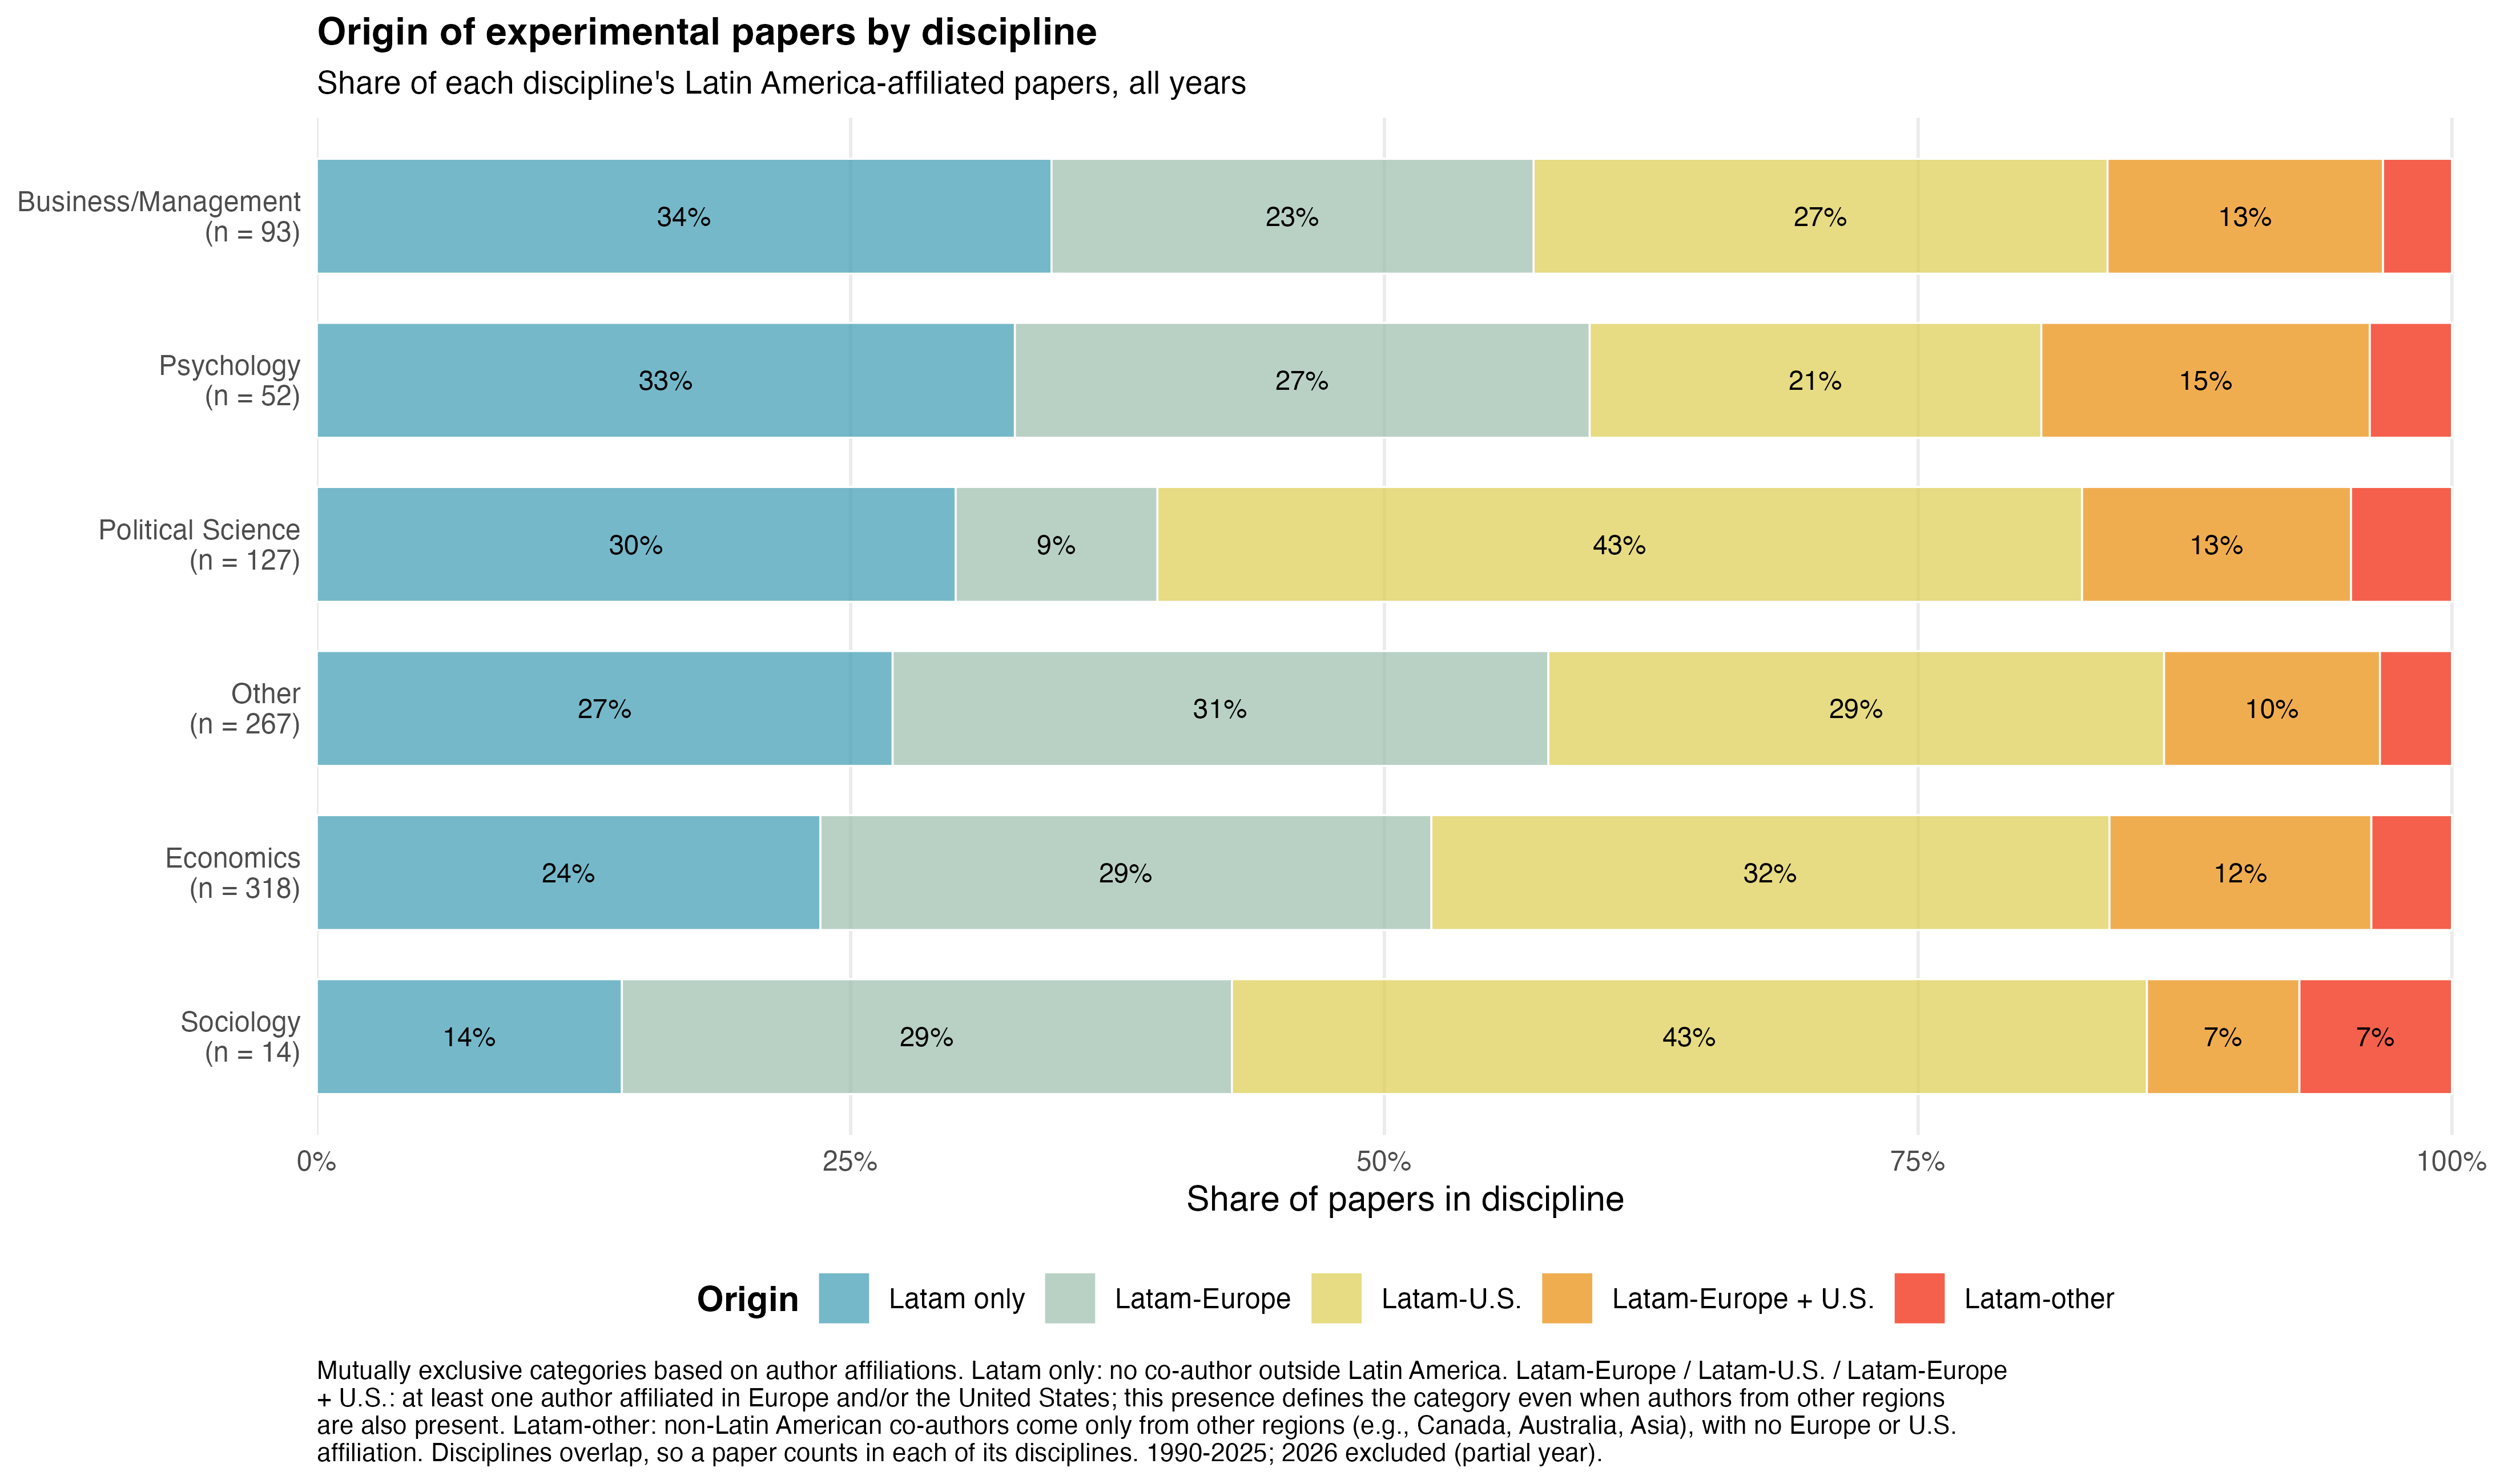 Origin of experimental papers by discipline
Share of each discipline's Latin America-affiliated papers, all years
Business/Management
(n = 93)
34%
23%
27%
13%
Psychology
(n = 52)
33%
27%
21%
15%
Political Science
(n = 127)
30%
9%
43%
13%
Other
(n = 267)
27%
31%
29%
10%
Economics
(n = 318)
24%
29%
32%
12%
Sociology
(n = 14)
14%
29%
43%
7%
7%
0%
25%
50%
75%
100%
Share of papers in discipline
Origin
Latam only
Latam-Europe
Latam-U.S.
Latam-Europe + U.S.
Latam-other
Mutually exclusive categories based on author affiliations. Latam only: no co-author outside Latin America. Latam-Europe / Latam-U.S. / Latam-Europe
+ U.S.: at least one author affiliated in Europe and/or the United States; this presence defines the category even when authors from other regions
are also present. Latam-other: non-Latin American co-authors come only from other regions (e.g., Canada, Australia, Asia), with no Europe or U.S.
affiliation. Disciplines overlap, so a paper counts in each of its disciplines. 1990-2025; 2026 excluded (partial year).